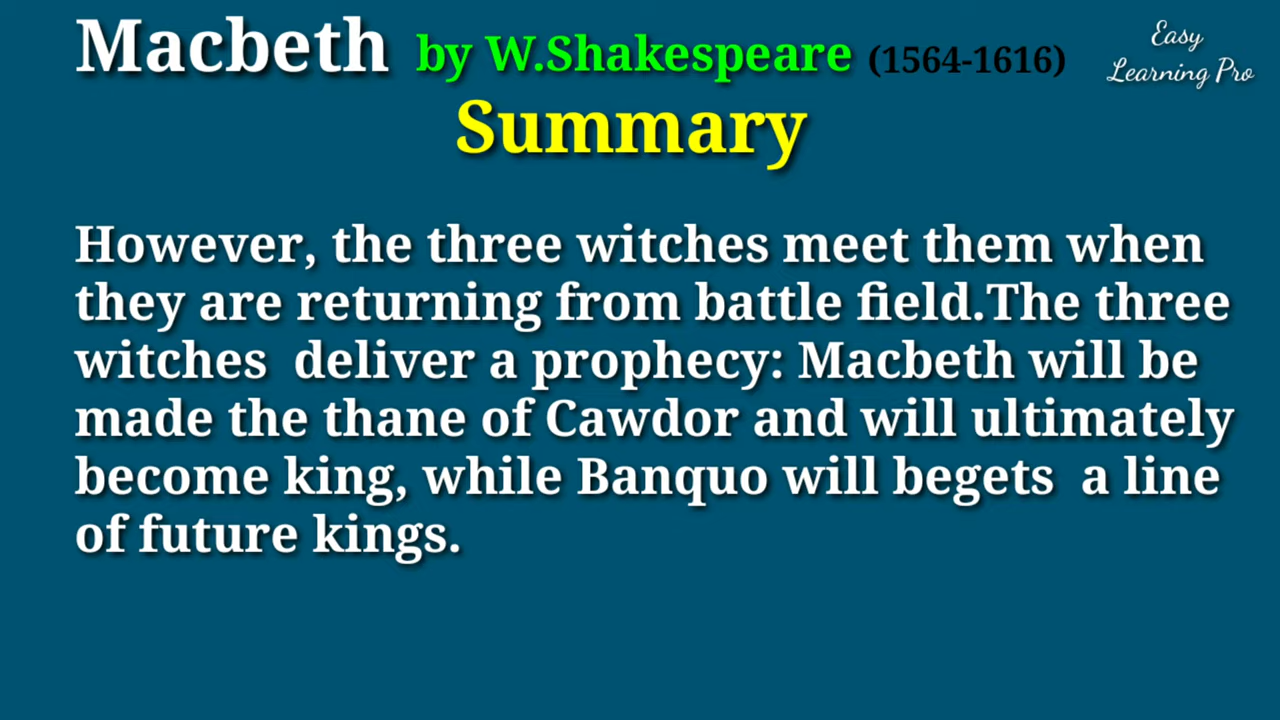 Macbeth by W.Shakespeare (1564-1616)
Easy
Learning Pro
Summary
However, the three witches meet them when
they are returning from battle field.The three
witches  deliver a prophecy: Macbeth will be
made the thane of Cawdor and will ultimately
become king, while Banquo will begets  a line
of future kings.